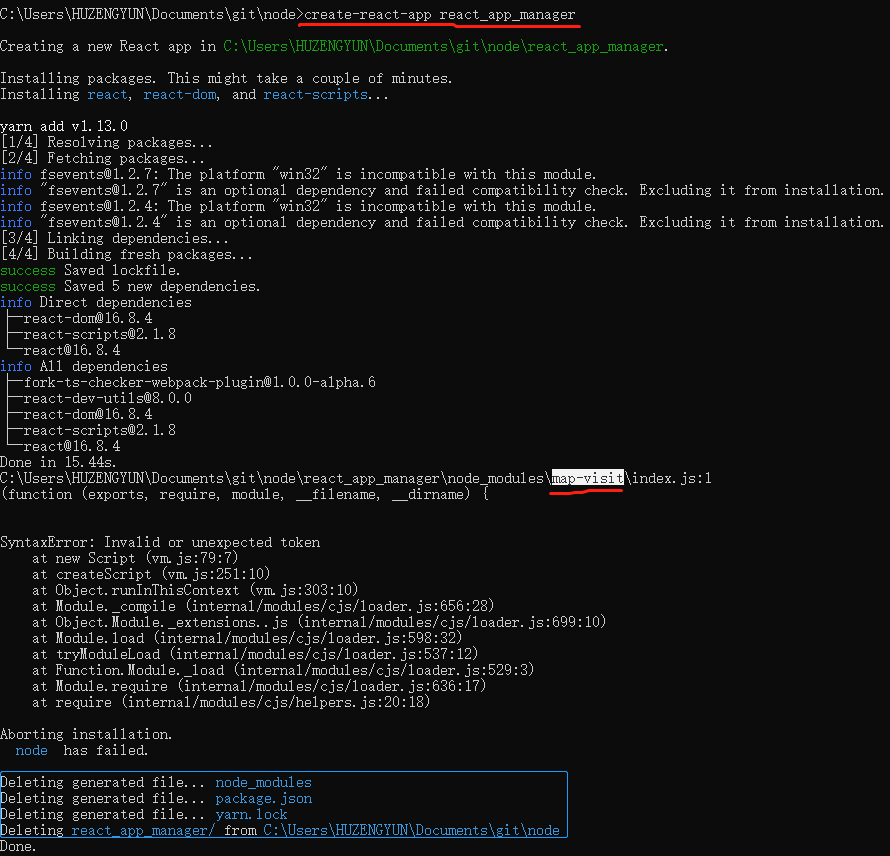 C:\Users\HUZENGYUN\Documents\git\node>create-react-app react_app_manager
Creating a new React app in C:\Users\HUZENGYUN\Documents\git\node\react_app_manager.
Installing packages. This might take a couple of minutes.
Installing react, react-dom, and react-scripts...
yarn add v1.13.0
[1/4] Resolving packages...
[2/4] Fetching packages...
info fsevents@1.2.7: The platform "win32" is incompatible with this module.
info "fsevents@1.2.7" is an optional dependency and failed compatibility check. Excluding it from installation.
info fsevents@1.2.4: The platform "win32" is incompatible with this module.
info "fsevents@1.2.4" is an optional dependency and failed compatibility check. Excluding it from installation.
[3/4] Linking dependencies...
[4/4] Building fresh packages...
success Saved lockfile.
success Saved 5 new dependencies.
info Direct dependencies
├─react-dom@16.8.4
├─react-scripts@2.1.8
└─react@16.8.4
info All dependencies
├─fork-ts-checker-webpack-plugin@1.0.0-alpha.6
├─react-dev-utils@8.0.0
├─react-dom@16.8.4
├─react-scripts@2.1.8
└─react@16.8.4
Done in 15.44s.
C:\Users\HUZENGYUN\Documents\git\node\react_app_manager\node_modules\map-visit\index.js:1
(function (exports, require, module, __filename, __dirname) {
SyntaxError: Invalid or unexpected token
    at new Script (vm.js:79:7)
    at createScript (vm.js:251:10)
    at Object.runInThisContext (vm.js:303:10)
    at Module._compile (internal/modules/cjs/loader.js:656:28)
    at Object.Module._extensions..js (internal/modules/cjs/loader.js:699:10)
    at Module.load (internal/modules/cjs/loader.js:598:32)
    at tryModuleLoad (internal/modules/cjs/loader.js:537:12)
    at Function.Module._load (internal/modules/cjs/loader.js:529:3)
    at Module.require (internal/modules/cjs/loader.js:636:17)
    at require (internal/modules/cjs/helpers.js:20:18)
Aborting installation.
  node  has failed.
Deleting generated file... node_modules
Deleting generated file... package.json
Deleting generated file... yarn.lock
Deleting react_app_manager/ from C:\Users\HUZENGYUN\Documents\git\node
Done.